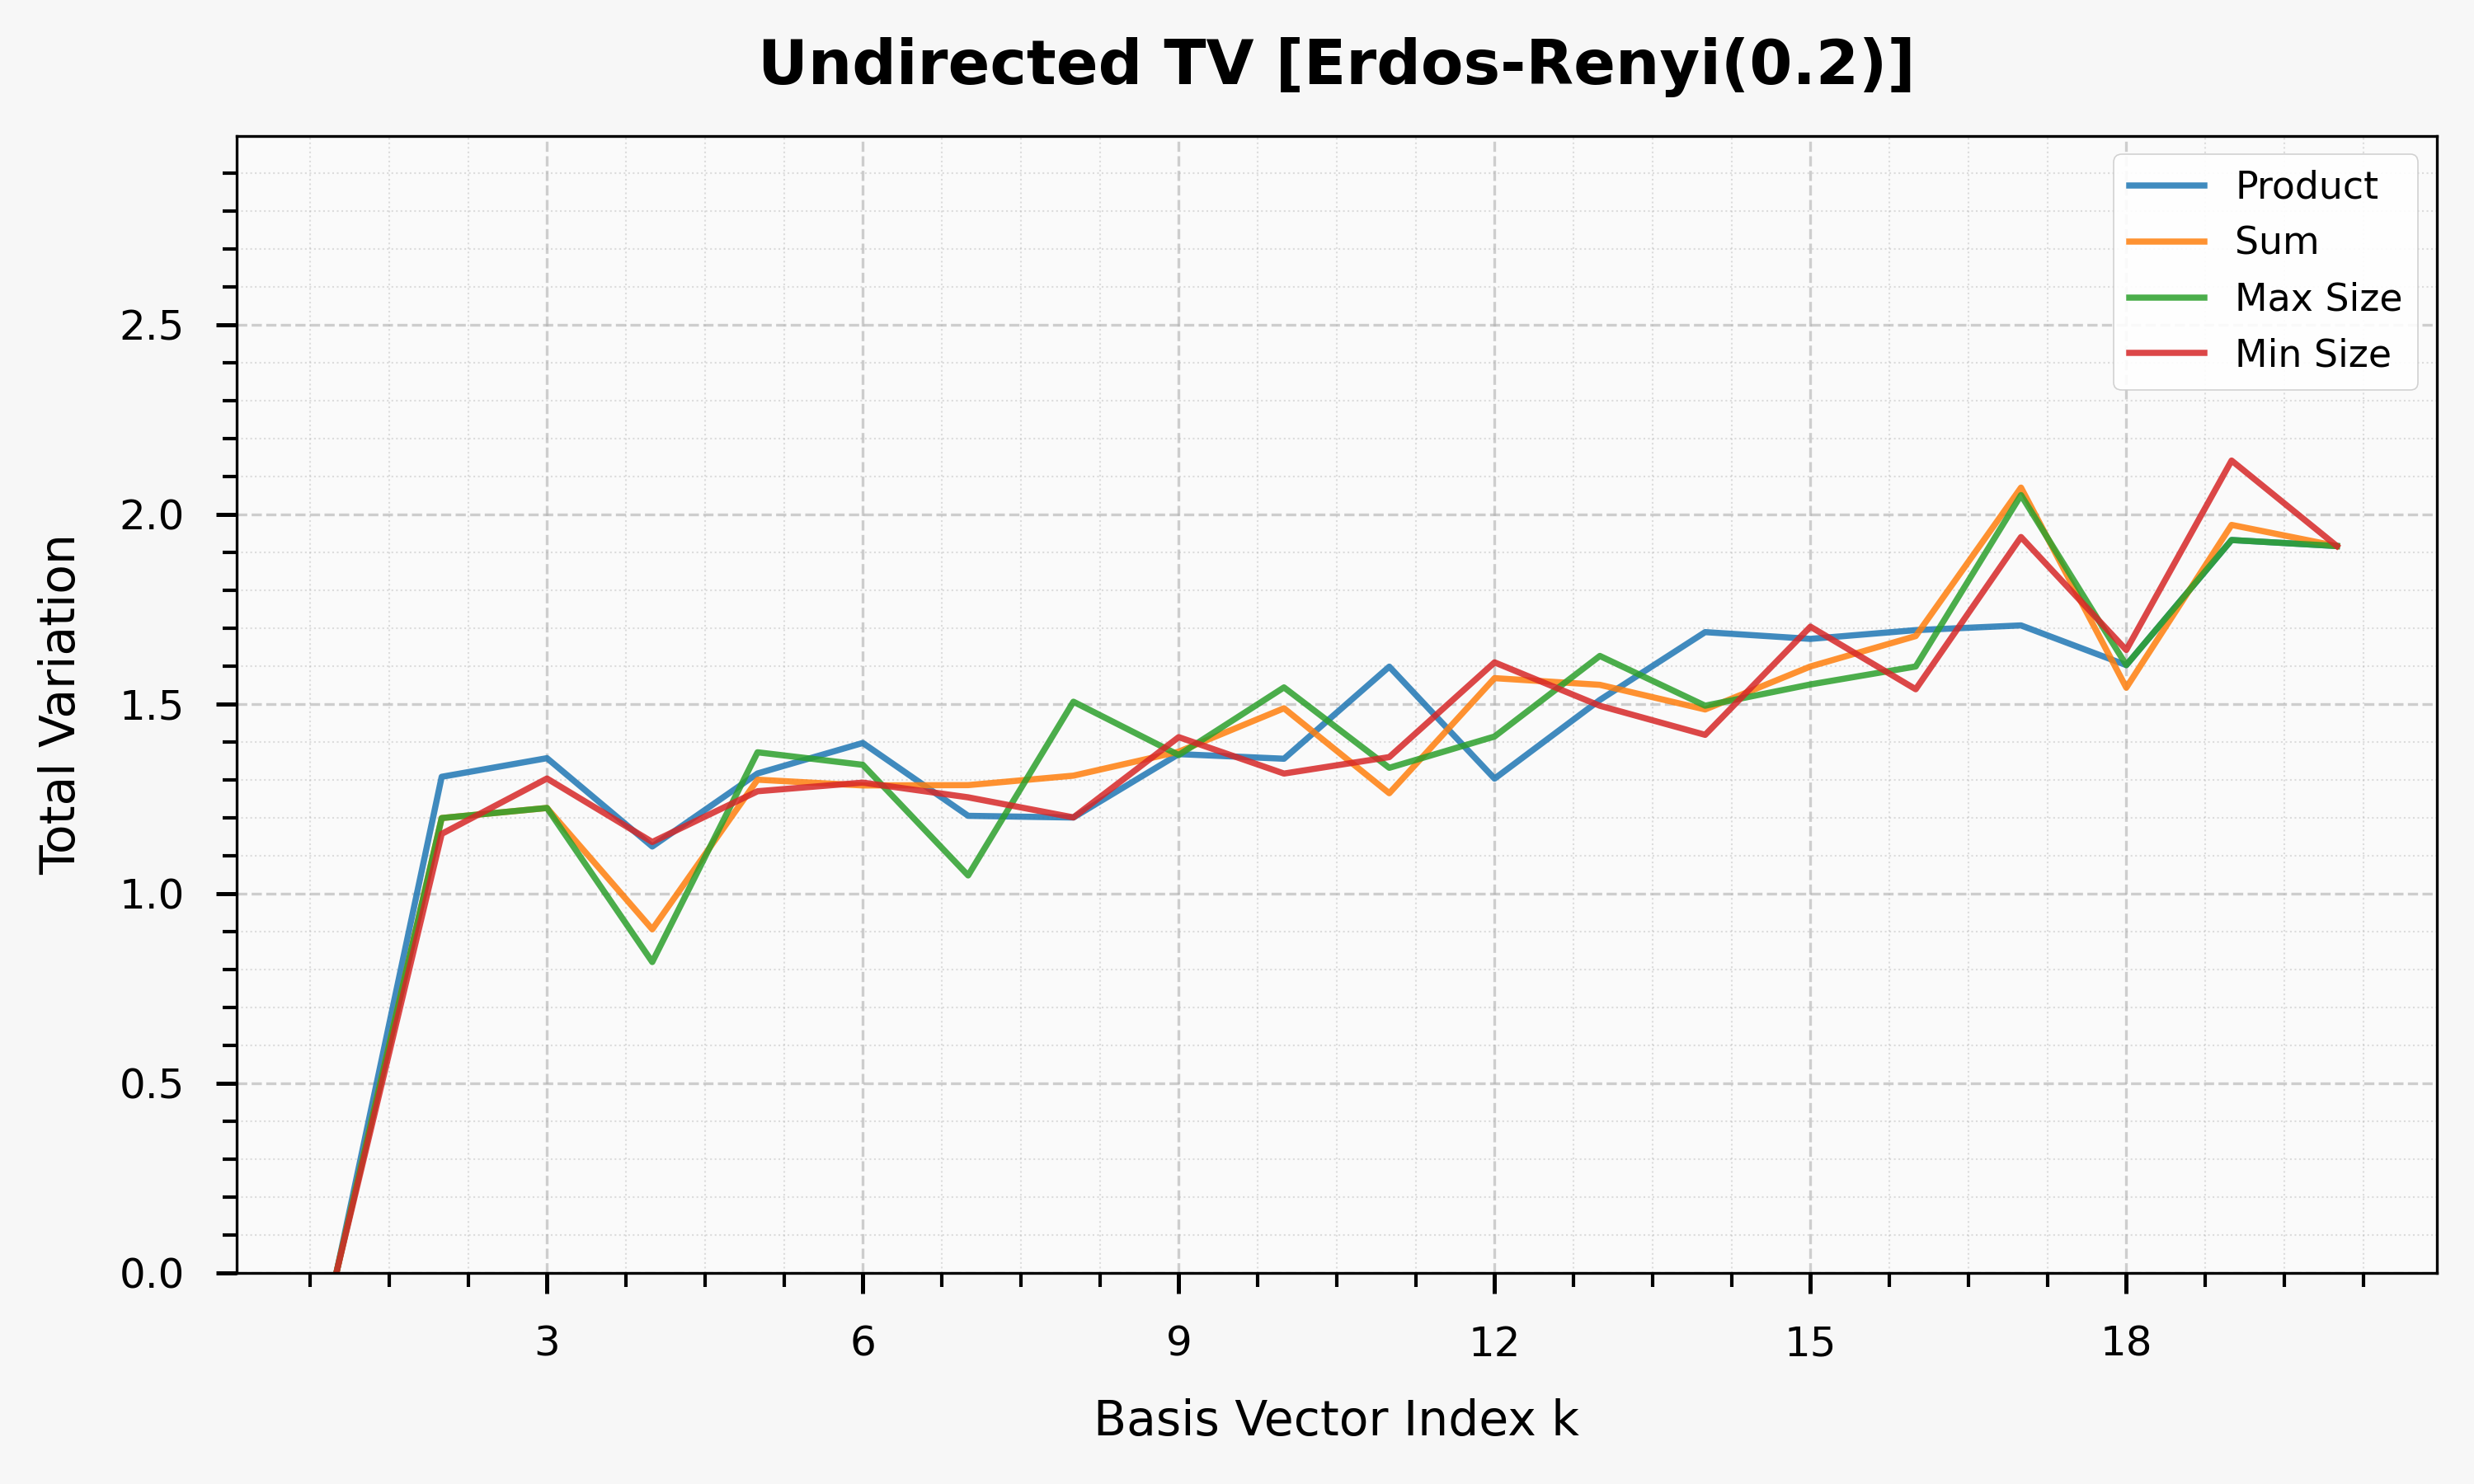 Undirected TV [Erdos-Renyi(0.2)]
Product
Sum
Max Size
Min Size
2.5
2.0
1.5
1.0
0.5
0.0
Total Variation
3 6 9 12 15 18
Basis Vector Index k